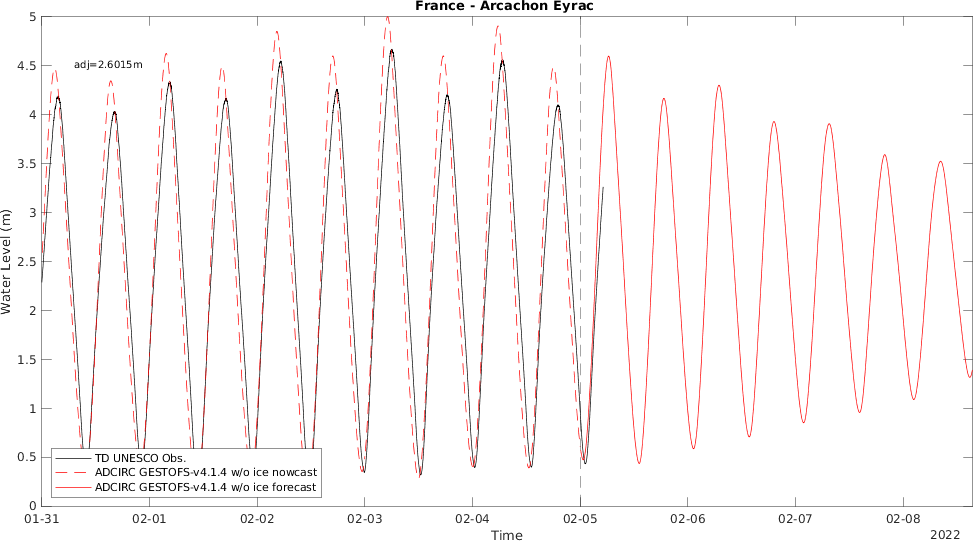 France - Arcachon Eyrac
adj=2.6015m
5
4.5
4
3.5
3
2.5
2
1.5
1
0.5
0
Water Level (m)
TD UNESCO Obs.
ADCIRC GESTOFS-v4.1.4 w/o ice nowcast
ADCIRC GESTOFS-v4.1.4 w/o ice forecast
01-31 02-01 02-02 02-03 02-04 02-05 02-06 02-07 02-08
Time
2022